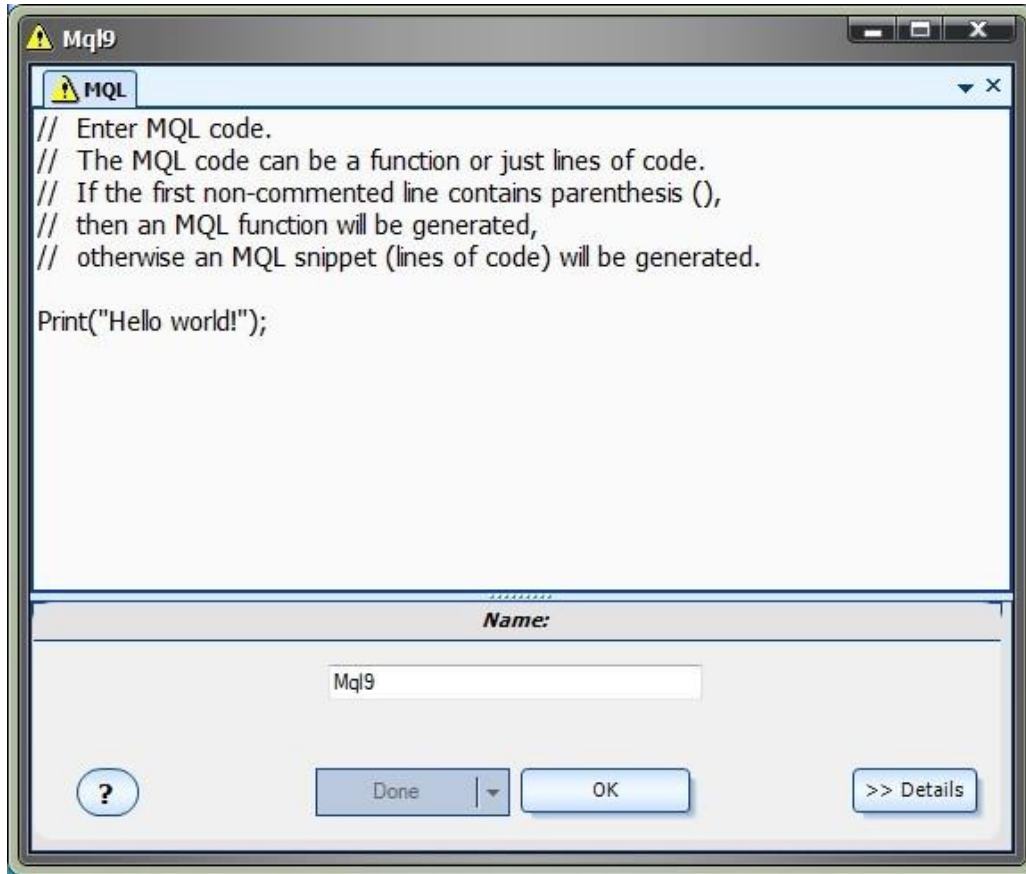 Mql9
MQL
//  Enter MQL code.
//  The MQL code can be a function or just lines of code.
//  If the first non-commented line contains parenthesis (),
//  then an MQL function will be generated,
//  otherwise an MQL snippet (lines of code) will be generated.
Print("Hello world!");
Name:
Mql9
? Done OK >> Details